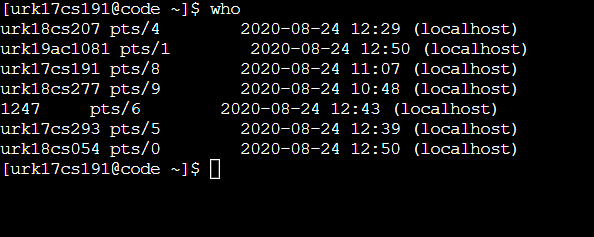 [urk17cs191@code ~]$ who
urk18cs207 pts/4        2020-08-24 12:29 (localhost)
urk19ac1081 pts/1        2020-08-24 12:50 (localhost)
urk17cs191 pts/8        2020-08-24 11:07 (localhost)
urk18cs277 pts/9        2020-08-24 10:48 (localhost)
1247     pts/6        2020-08-24 12:43 (localhost)
urk17cs293 pts/5        2020-08-24 12:39 (localhost)
urk18cs054 pts/0        2020-08-24 12:50 (localhost)
[urk17cs191@code ~]$